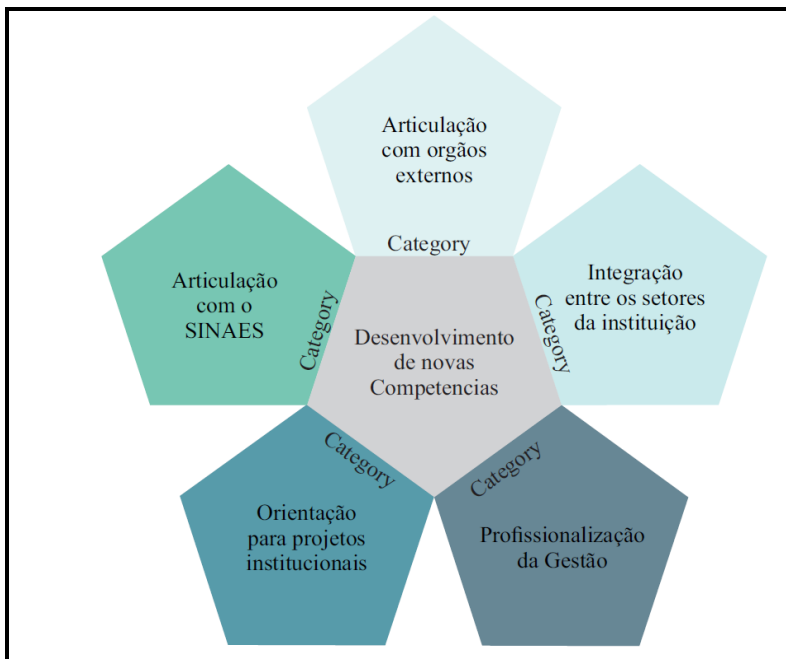 Articulação
com orgãos
externos
Category
Articulação
com o
SINAES
Category
Integração
entre os setores
da instituição
Category
Desenvolvimento
de novas
Competencias
Category
Orientação
para projetos
institucionais
Category
Profissionalização
da Gestão